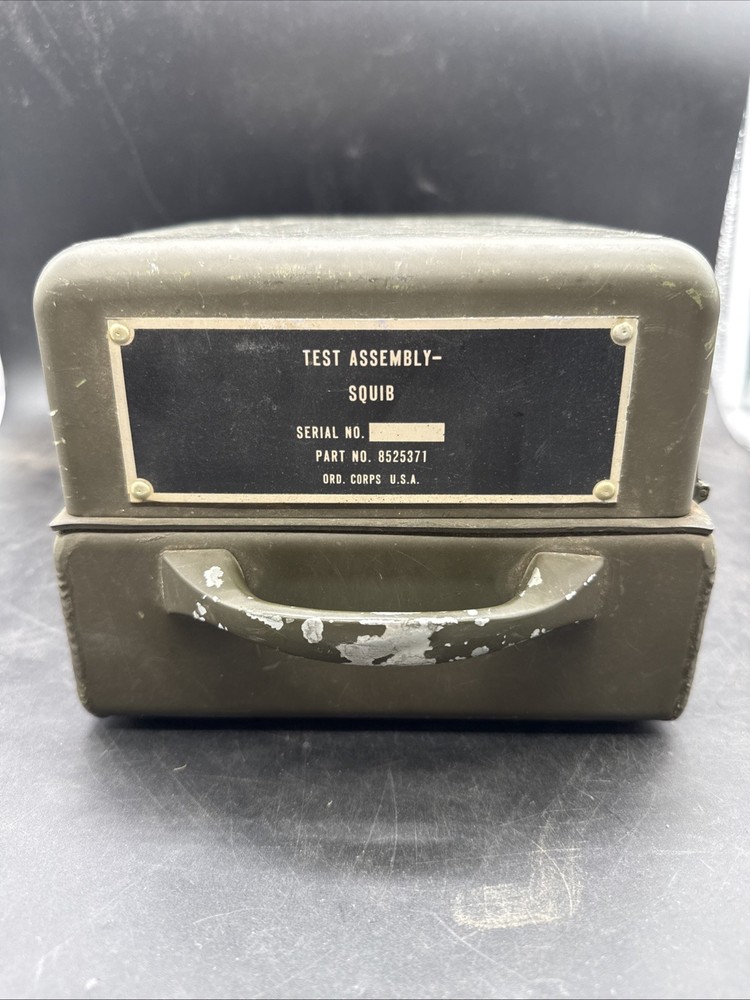 TEST ASSEMBLY-
SQUIB
SERIAL NO.
PART NO. 8525371
ORD. CORPS U.S.A.